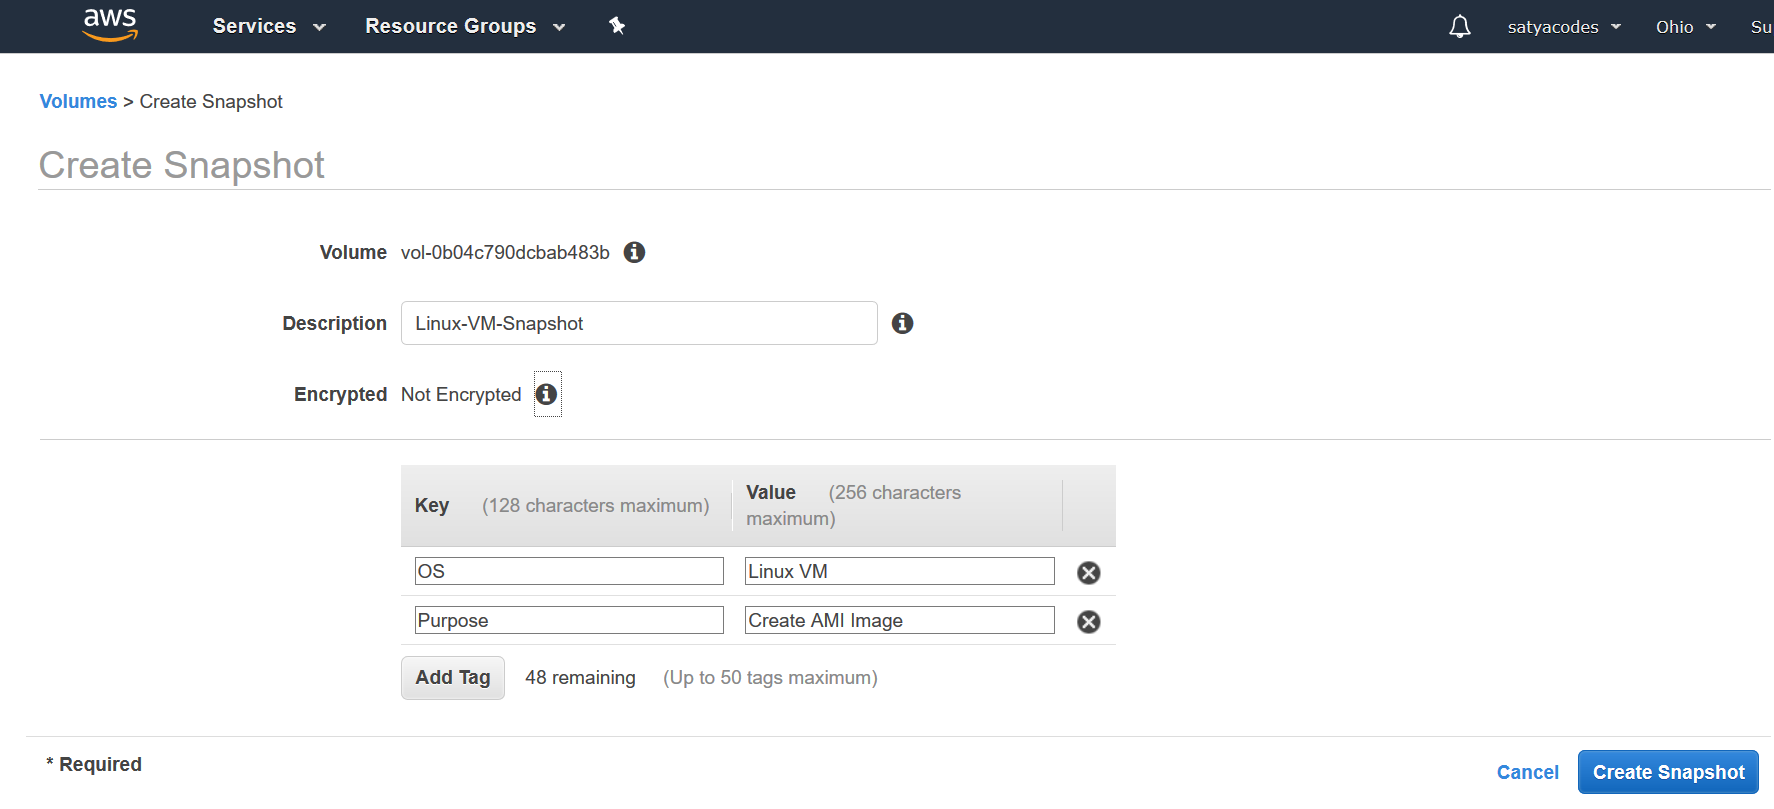 aws Services Resource Groups satyacodes Ohio Su
Volumes > Create Snapshot
Create Snapshot
Volume vol-0b04c790dcbab483b
Description Linux-VM-Snapshot
Encrypted Not Encrypted
Key (128 characters maximum) Value (256 characters
maximum)
OS Linux VM
Purpose Create AMI Image
Add Tag 48 remaining (Up to 50 tags maximum)
* Required
Cancel Create Snapshot